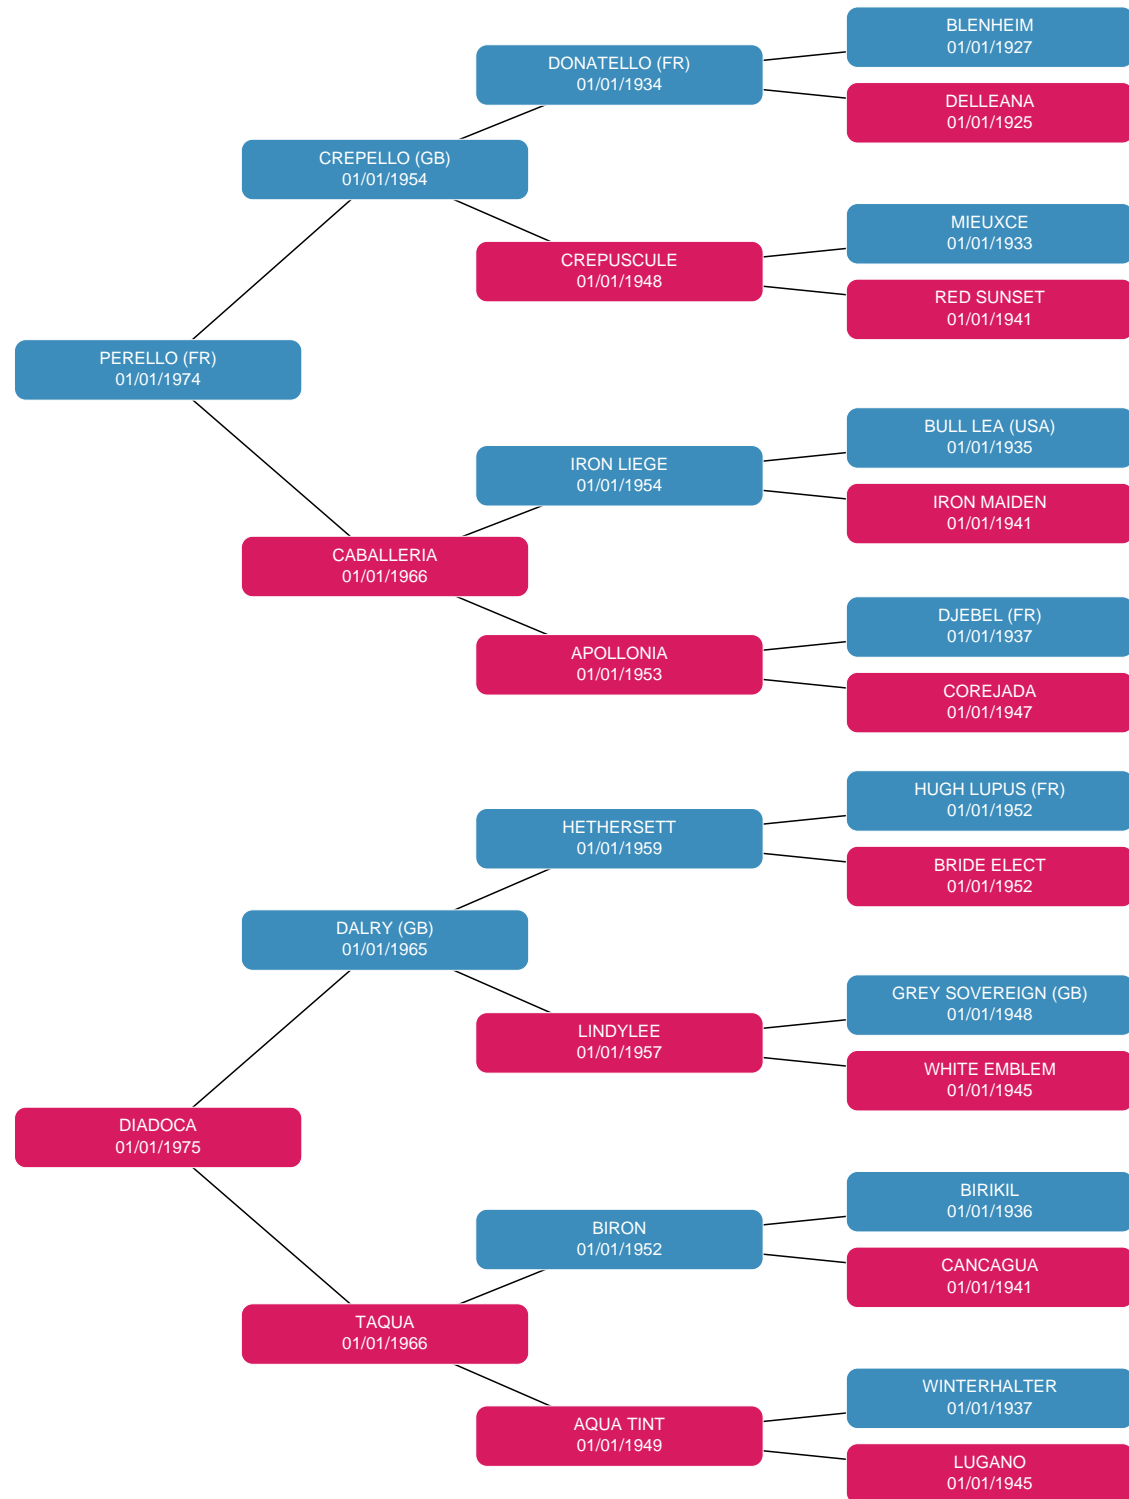 BLENHEIM
01/01/1927
DONATELLO (FR)
01/01/1934
DELLEANA
01/01/1925
CREPELLO (GB)
01/01/1954
MIEUXCE
01/01/1933
CREPUSCULE
01/01/1948
RED SUNSET
01/01/1941
PERELLO (FR)
01/01/1974
BULL LEA (USA)
01/01/1935
IRON LIEGE
01/01/1954
IRON MAIDEN
01/01/1941
CABALLERIA
01/01/1966
DJEBEL (FR)
01/01/1937
APOLLONIA
01/01/1953
COREJADA
01/01/1947
HUGH LUPUS (FR)
01/01/1952
HETHERSETT
01/01/1959
BRIDE ELECT
01/01/1952
DALRY (GB)
01/01/1965
GREY SOVEREIGN (GB)
01/01/1948
LINDYLEE
01/01/1957
WHITE EMBLEM
01/01/1945
DIADOCA
01/01/1975
BIRIKIL
01/01/1936
BIRON
01/01/1952
CANCAGUA
01/01/1941
TAQUA
01/01/1966
WINTERHALTER
01/01/1937
AQUA TINT
01/01/1949
LUGANO
01/01/1945